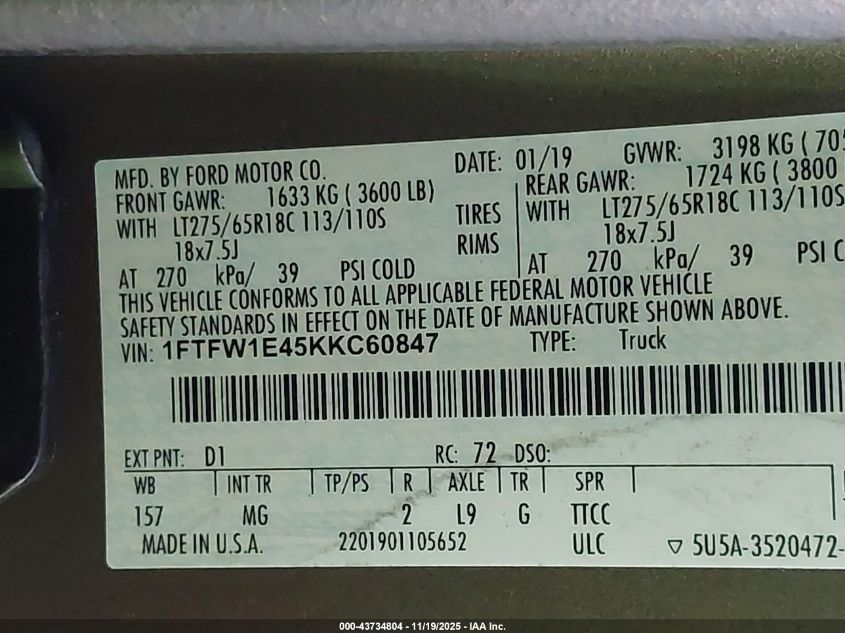 MFD. BY FORD MOTOR CO. DATE: 01/19 GVWR: 3198 KG ( 705
FRONT GAWR: 1633 KG ( 3600 LB) REAR GAWR: 1724 KG ( 3800
WITH LT275/65R18C 113/110S TIRES WITH LT275/65R18C 113/110S
18x7.5J RIMS 18x7.5J
AT 270 kPa/ 39 PSI COLD AT 270 kPa/ 39 PSI C
THIS VEHICLE CONFORMS TO ALL APPLICABLE FEDERAL MOTOR VEHICLE
SAFETY STANDARDS IN EFFECT ON THE DATE OF MANUFACTURE SHOWN ABOVE.
VIN: 1FTFW1E45KKC60847 TYPE: Truck
EXT PNT: D1 RC: 72 DSO:
WB INT TR TP/PS R AXLE TR SPR
157 MG 2 L9 G TTCC
MADE IN U.S.A. 2201901105652 ULC ▽ 5U5A-3520472-
000-43734804 - 11/19/2025 - IAA Inc.